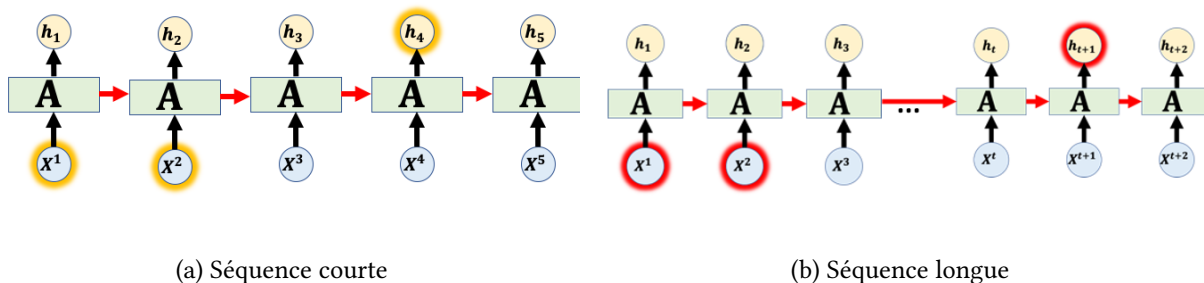 h₁ h₂ h₃ h₄ h₅
A A A A A
X¹ X² X³ X⁴ X⁵
(a) Séquence courte
h₁ h₂ h₃ hₜ hₜ₊₁ hₜ₊₂
A A A ... A A A
X¹ X² X³ Xᵗ Xᵗ⁺¹ Xᵗ⁺²
(b) Séquence longue